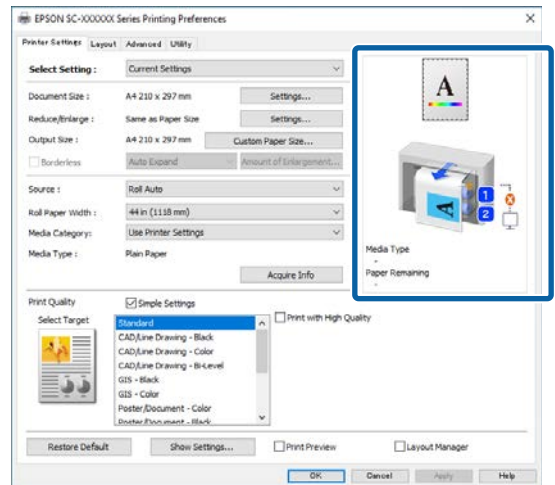 EPSON SC-XXXXXX Series Printing Preferences
Printer Settings Layout Advanced Utility
Select Setting : Current Settings
Document Size : A4 210 x 297 mm Settings...
Reduce/Enlarge : Same as Paper Size Settings...
Output Size : A4 210 x 297 mm Custom Paper Size...
Borderless Auto Expand Amount of Enlargement...
Source : Roll Auto
Roll Paper Width : 44 in (1118 mm)
Media Category: Use Printer Settings
Media Type : Plain Paper
Acquire Info
A
1
A
2
Media Type
-
Paper Remaining
-
Print Quality Simple Settings
Select Target
Standard
CAD/Line Drawing - Black
CAD/Line Drawing - Color
CAD/Line Drawing - Bi-Level
GIS - Black
GIS - Color
Poster/Document - Color
Poster/Document - Black
Print with High Quality
Restore Default Show Settings... Print Preview Layout Manager
OK Cancel Apply Help